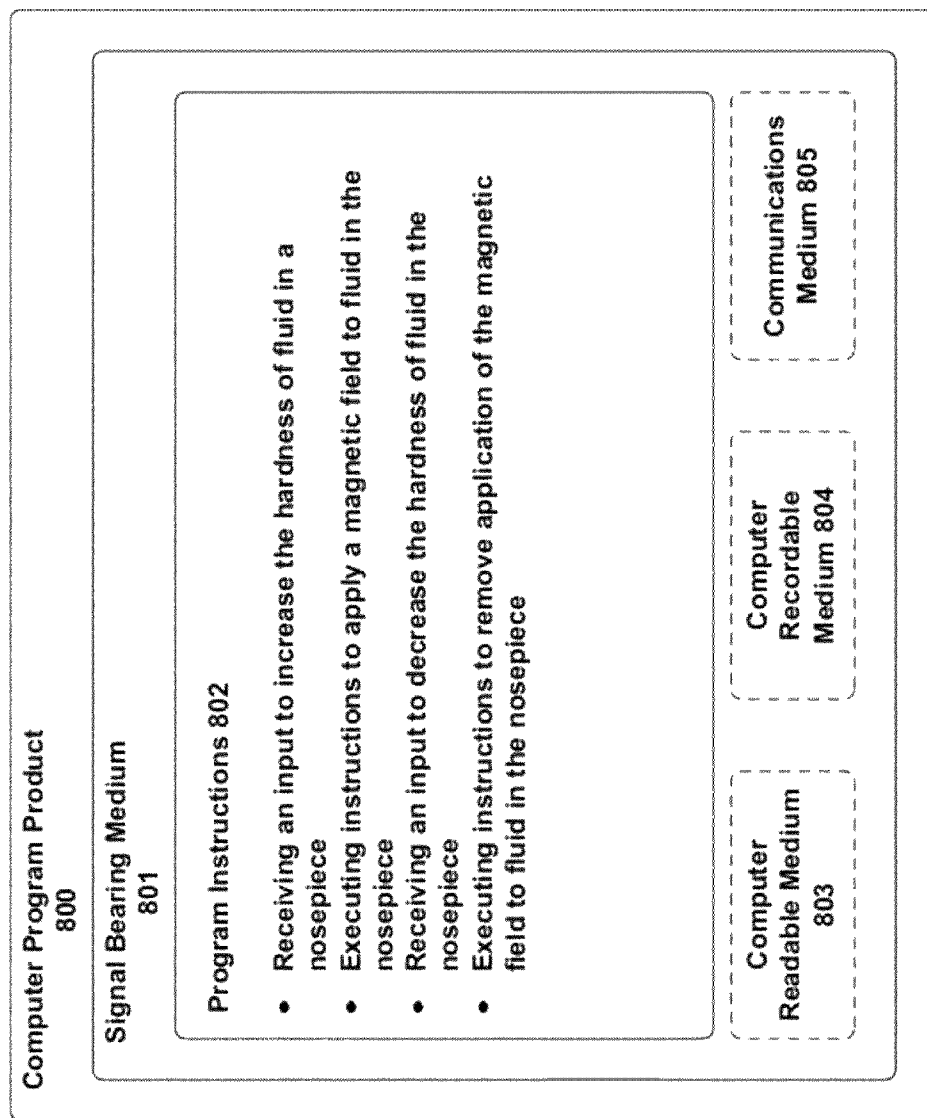 Computer Program Product
800
Signal Bearing Medium
801
Program Instructions 802
• Receiving an input to increase the hardness of fluid in a
nosepiece
• Executing instructions to apply a magnetic field to fluid in the
nosepiece
• Receiving an input to decrease the hardness of fluid in the
nosepiece
• Executing instructions to remove application of the magnetic
field to fluid in the nosepiece
Computer
Readable Medium
803
Computer
Recordable
Medium 804
Communications
Medium 805